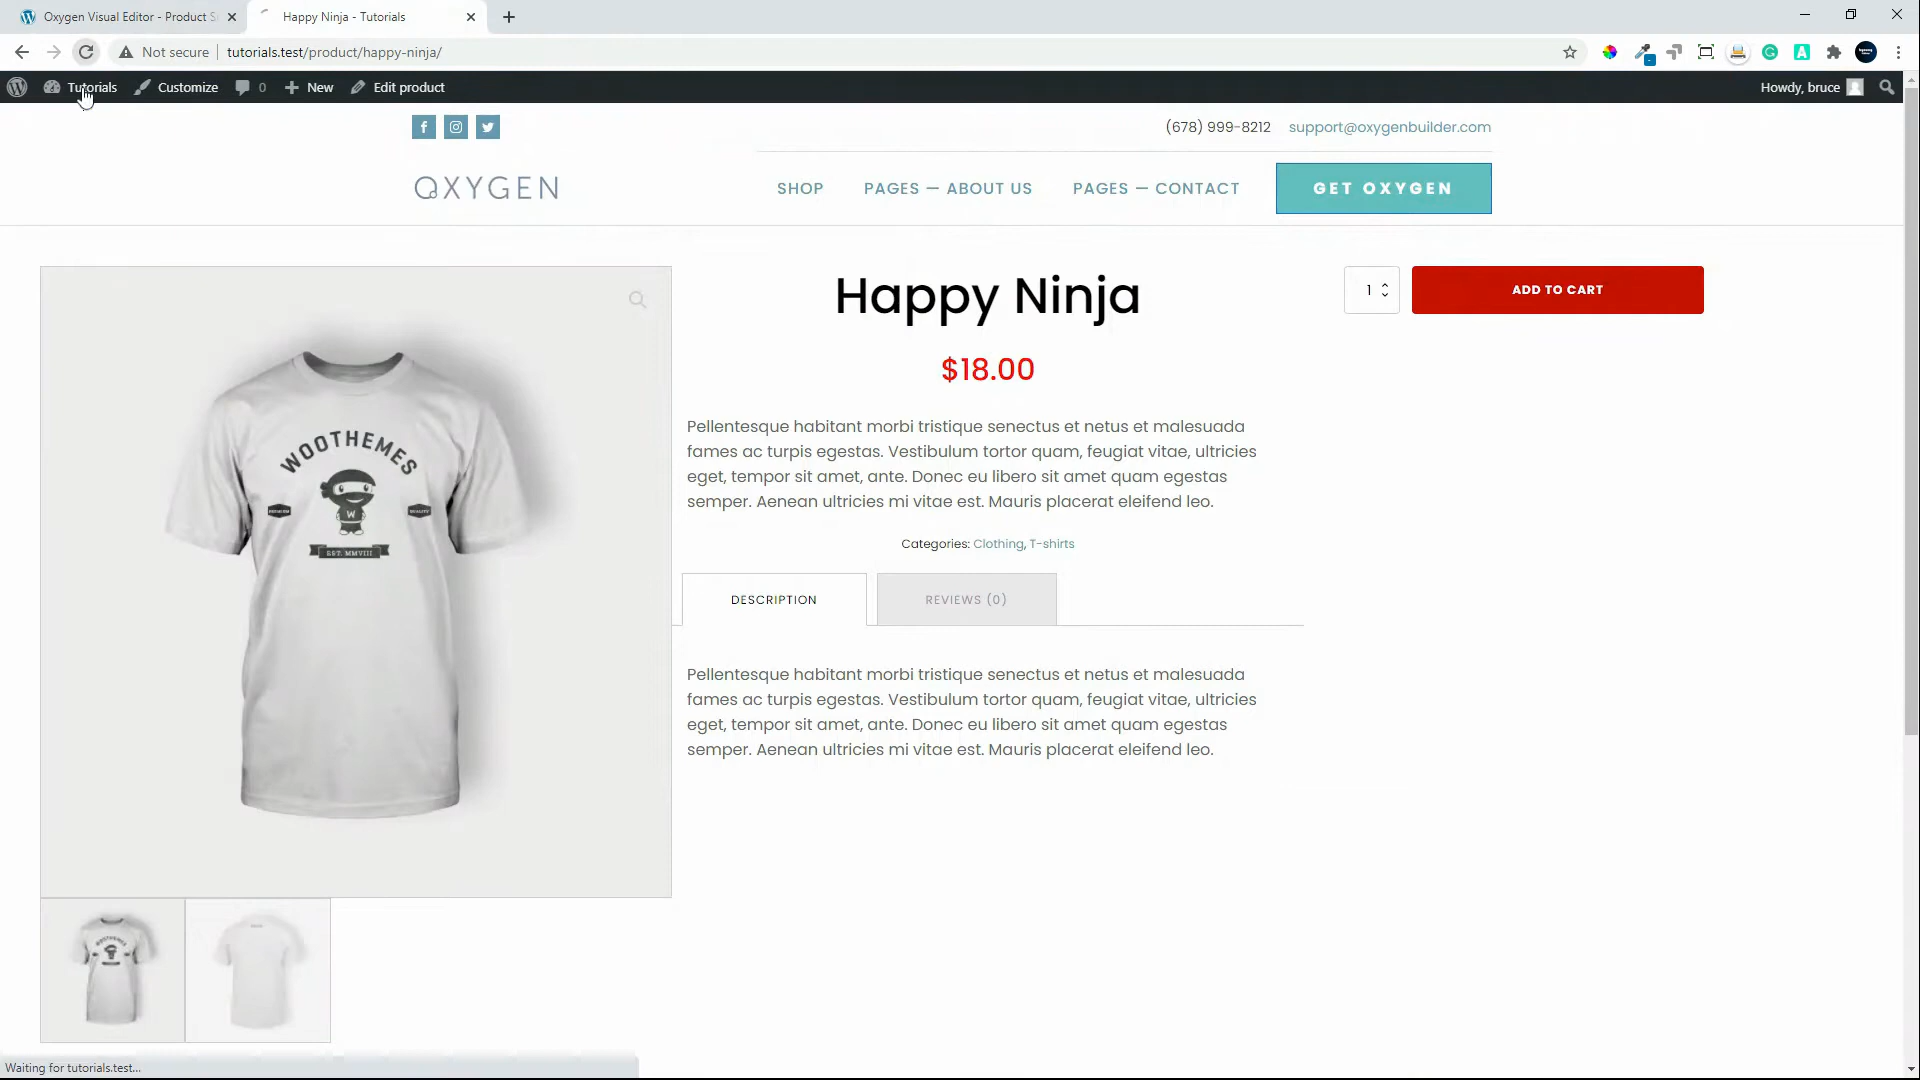 Oxygen Visual Editor - Product S
Happy Ninja - Tutorials
Not secure
tutorials.test/product/happy-ninja/
Tutorials
Customize
0
New
Edit product
Howdy, bruce
(678) 999-8212
support@oxygenbuilder.com
OXYGEN
SHOP
PAGES — ABOUT US
PAGES — CONTACT
GET OXYGEN
Happy Ninja
1
ADD TO CART
$18.00
WOOTHEMES
W
EST. MMVIII
Pellentesque habitant morbi tristique senectus et netus et malesuada
fames ac turpis egestas. Vestibulum tortor quam, feugiat vitae, ultricies
eget, tempor sit amet, ante. Donec eu libero sit amet quam egestas
semper. Aenean ultricies mi vitae est. Mauris placerat eleifend leo.
Categories: Clothing, T-shirts
DESCRIPTION
REVIEWS (0)
Pellentesque habitant morbi tristique senectus et netus et malesuada
fames ac turpis egestas. Vestibulum tortor quam, feugiat vitae, ultricies
eget, tempor sit amet, ante. Donec eu libero sit amet quam egestas
semper. Aenean ultricies mi vitae est. Mauris placerat eleifend leo.
WOOTHEMES
Waiting for tutorials.test...